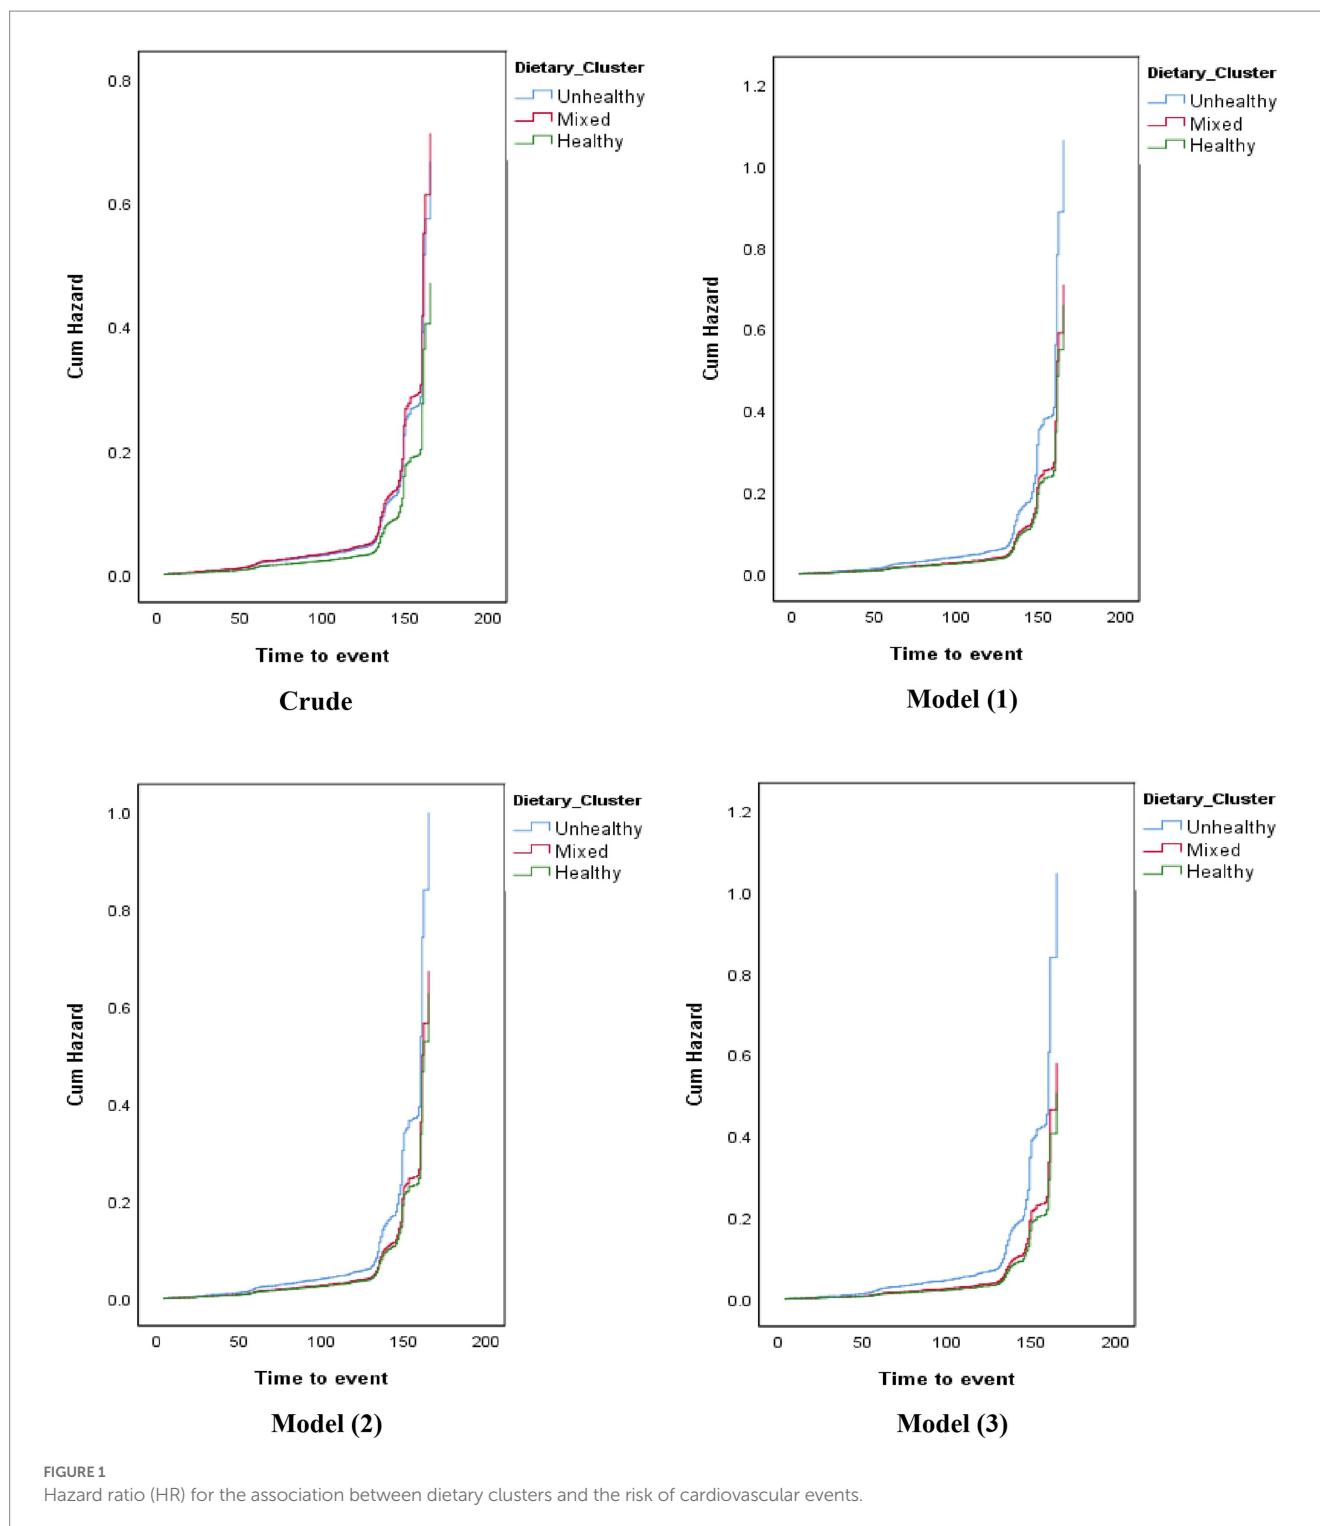 Dietary_Cluster
Unhealthy
Mixed
Healthy
0.8
0.6
0.4
0.2
0.0
Cum Hazard
0 50 100 150 200
Time to event
Crude
Dietary_Cluster
Unhealthy
Mixed
Healthy
1.2
1.0
0.8
0.6
0.4
0.2
0.0
Cum Hazard
0 50 100 150 200
Time to event
Model (1)
Dietary_Cluster
Unhealthy
Mixed
Healthy
1.0
0.8
0.6
0.4
0.2
0.0
Cum Hazard
0 50 100 150 200
Time to event
Model (2)
Dietary_Cluster
Unhealthy
Mixed
Healthy
1.2
1.0
0.8
0.6
0.4
0.2
0.0
Cum Hazard
0 50 100 150 200
Time to event
Model (3)
FIGURE 1
Hazard ratio (HR) for the association between dietary clusters and the risk of cardiovascular events.